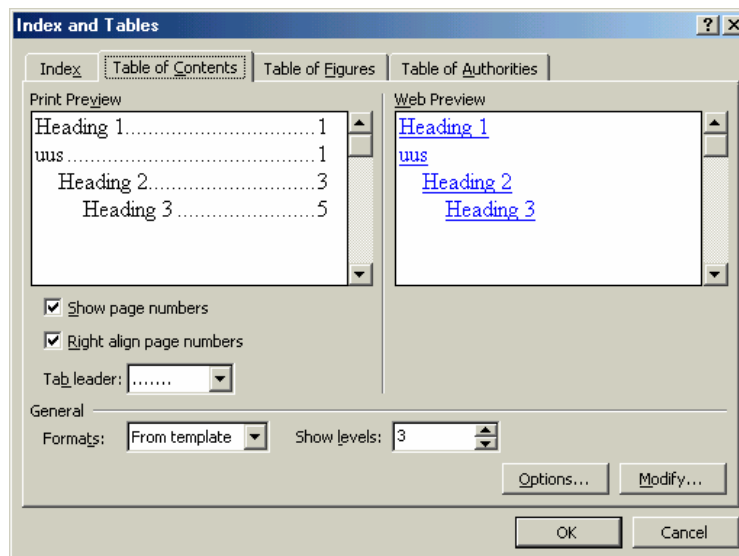 Index and Tables
Index Table of Contents Table of Figures Table of Authorities
Print Preview
Heading 1..............................1
uus..............................1
Heading 2..........................3
Heading 3......................5
Web Preview
Heading 1
uus
Heading 2
Heading 3
Show page numbers
Right align page numbers
Tab leader: .......
General
Formats: From template Show levels: 3
Options... Modify...
OK Cancel